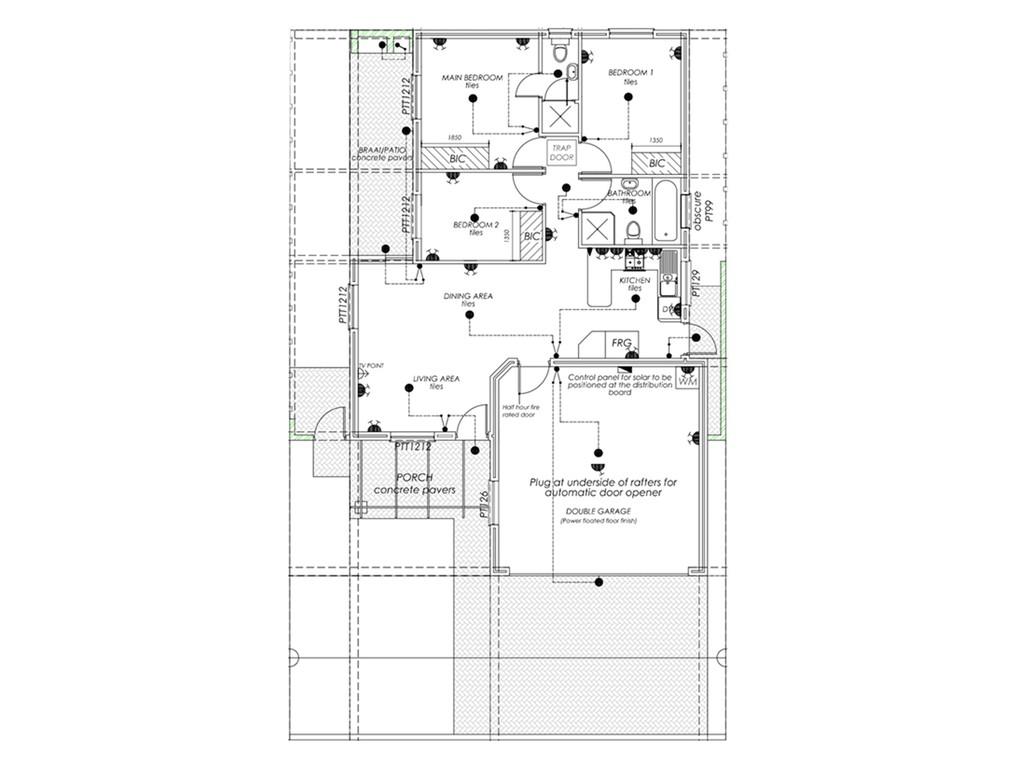 MAIN BEDROOM
tiles
BEDROOM 1
tiles
PTT1212
1850
1350
BRAAI/PATIO
concrete pavers
BIC
TRAP
DOOR
BIC
BATHROOM
tiles
obscure
PT99
PTT1212
BEDROOM 2
tiles
1350
BIC
KITCHEN
tiles
PT129
PTT1212
DINING AREA
tiles
FRG
TV POINT
LIVING AREA
tiles
Control panel for solar to be
positioned at the distribution
board
WM
Half hour fire
rated door
PTT1212
PORCH
concrete pavers
PT126
Plug at underside of rafters for
automatic door opener
DOUBLE GARAGE
(Power floated floor finish)